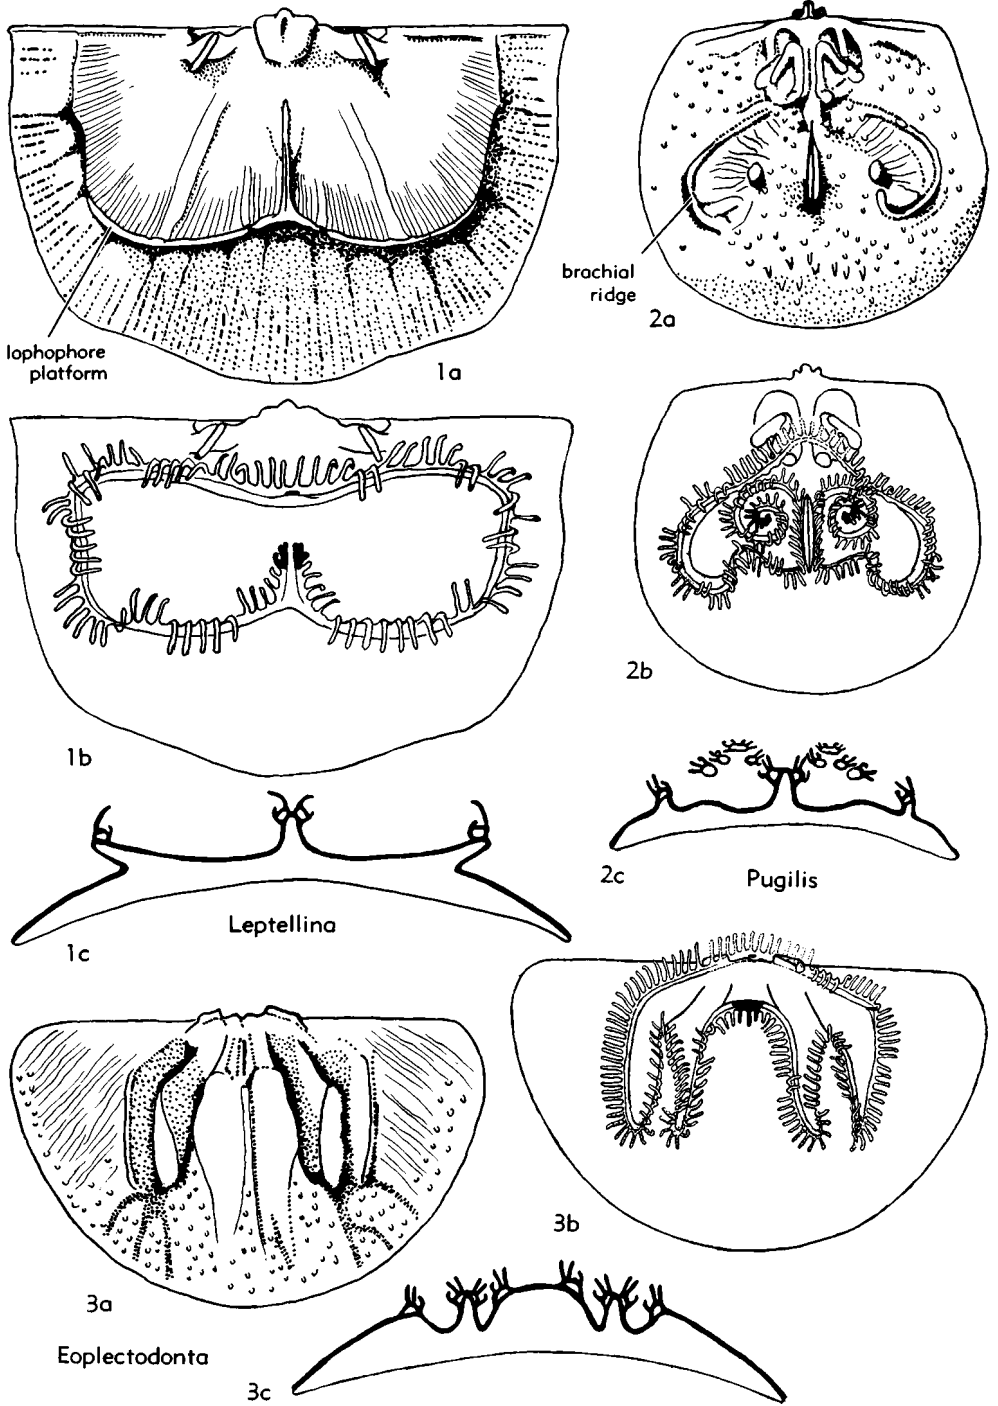 lophophore
platform
1a
brachial
ridge
2a
1b
2b
1c
Leptellina
2c
Pugilis
3a
3b
Eoplectodonta
3c